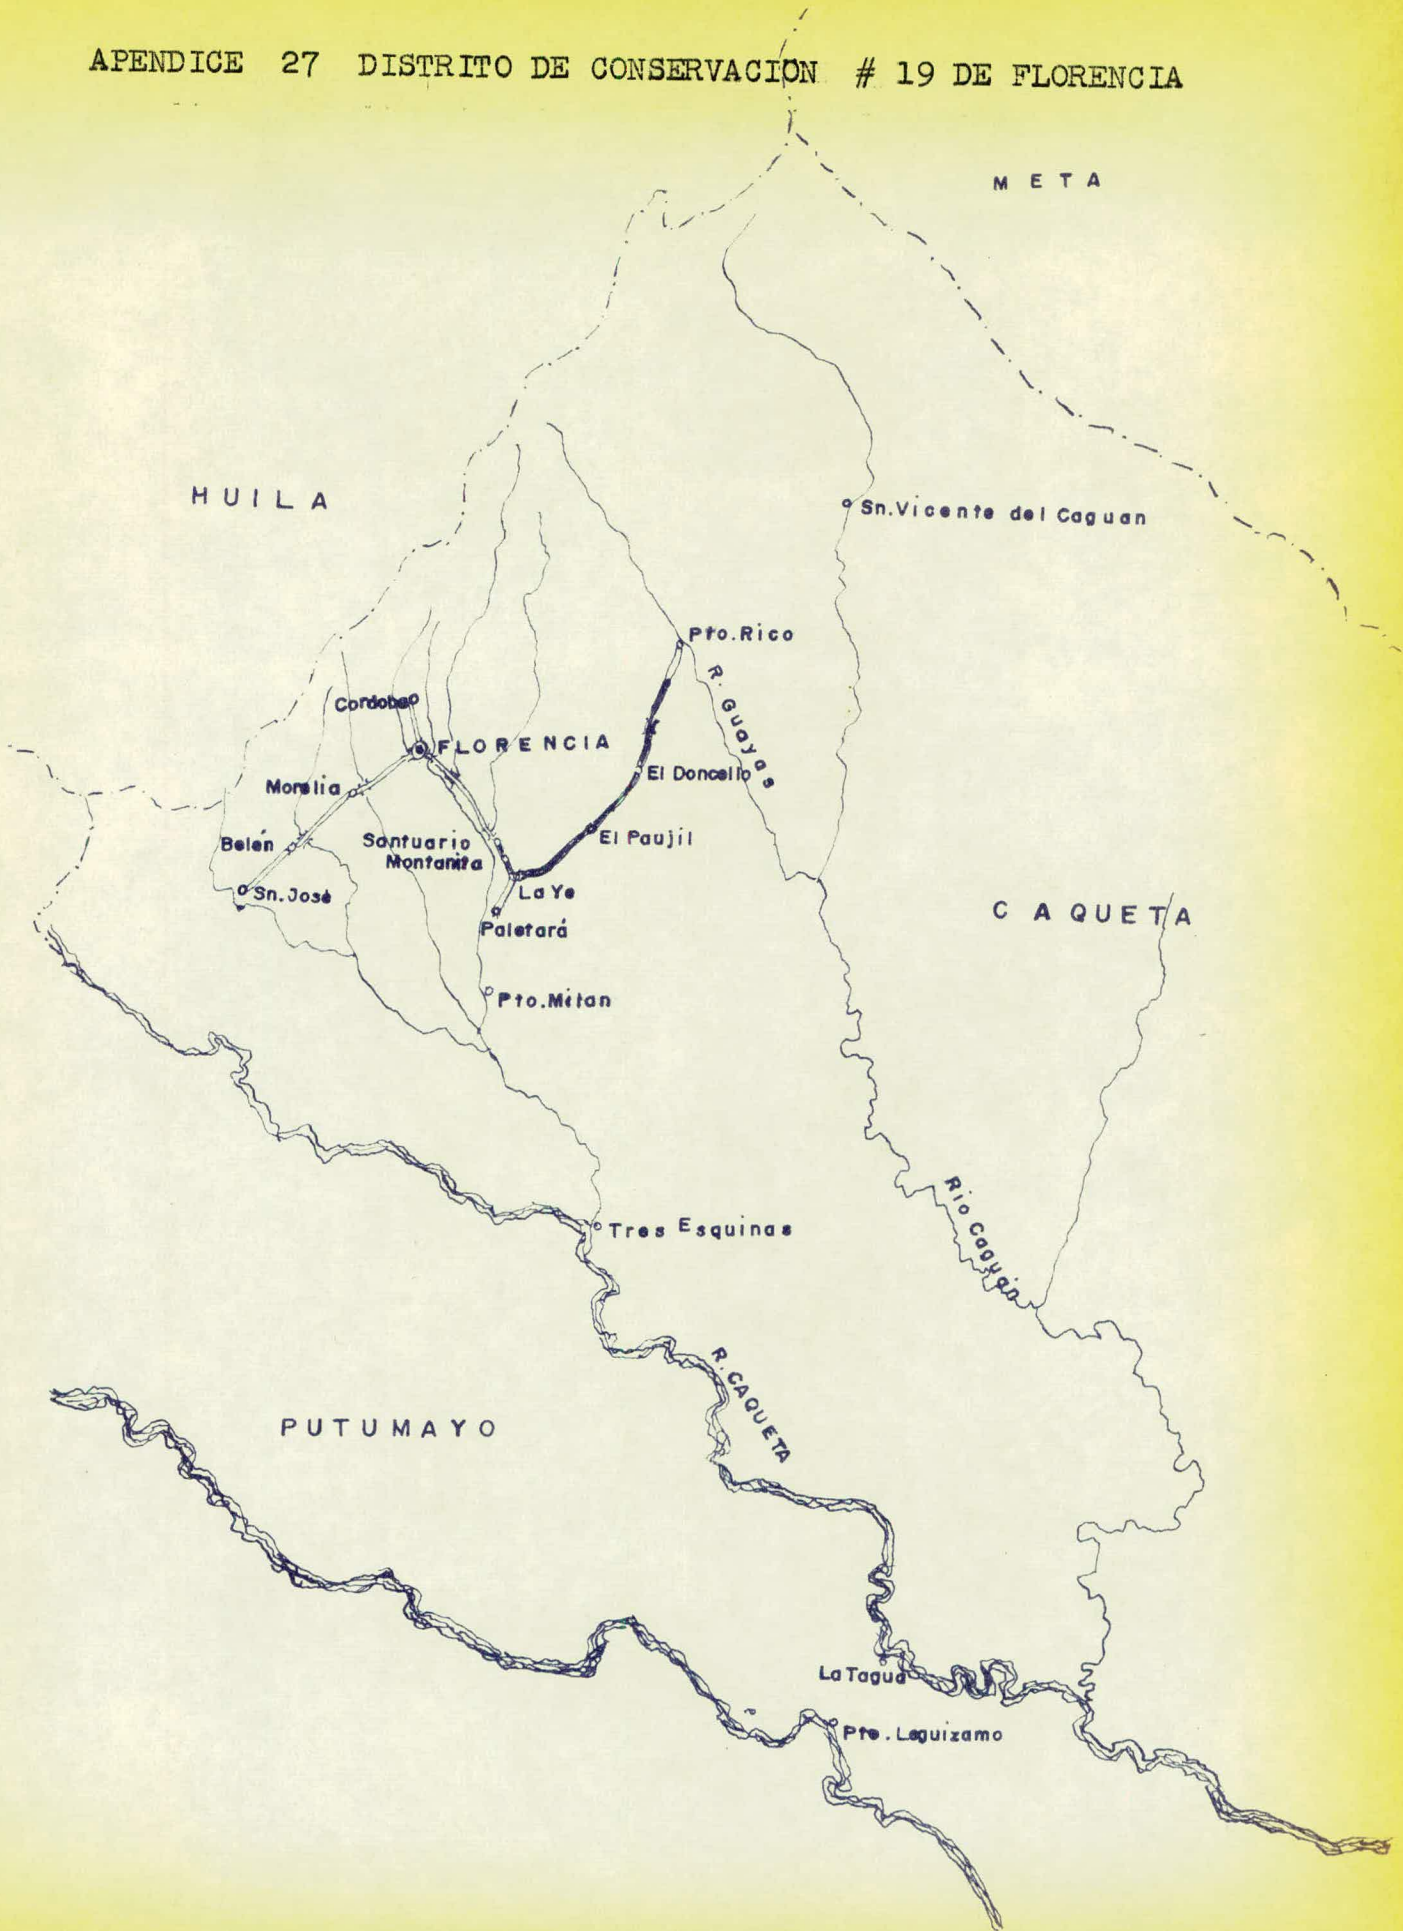 APENDICE 27 DISTRITO DE CONSERVACION # 19 DE FLORENCIA
META
HUILA
Sn.Vicente del Caguan
Pto.Rico
R. Guayas
Cordoba
FLORENCIA
El Doncello
Morelia
El Paujil
Belén
Santuario
Montanita
La Ye
Sn.José
Paletará
CAQUETA
Pto.Milan
Rio Caguán
Tres Esquinas
R. CAQUETA
PUTUMAYO
La Tagua
Pto. Leguizamo